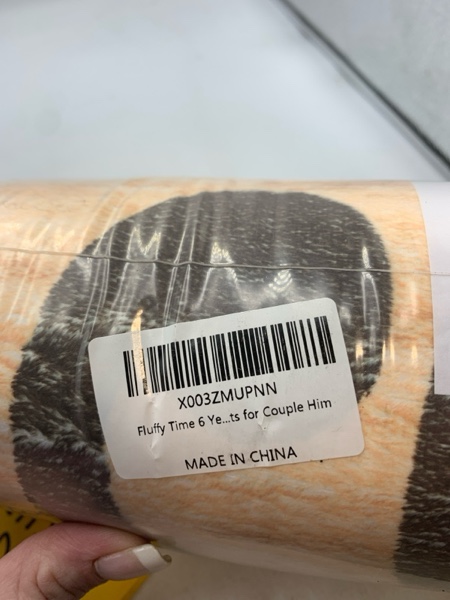 X003ZMUPNN
Fluffy Time 6 Ye...ts for Couple Him
MADE IN CHINA